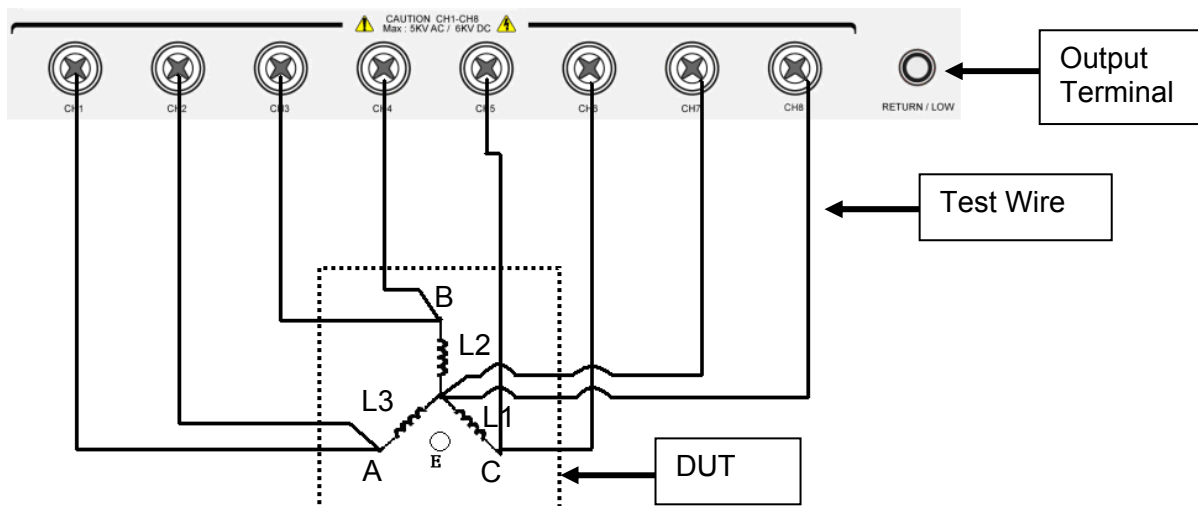 CAUTION CH1-CH8
Max : 5KV AC / 6KV DC
CH1
CH2
CH3
CH4
CH5
CH6
CH7
CH8
RETURN / LOW
Output
Terminal
Test Wire
B
L2
L3
L1
E
A
C
DUT